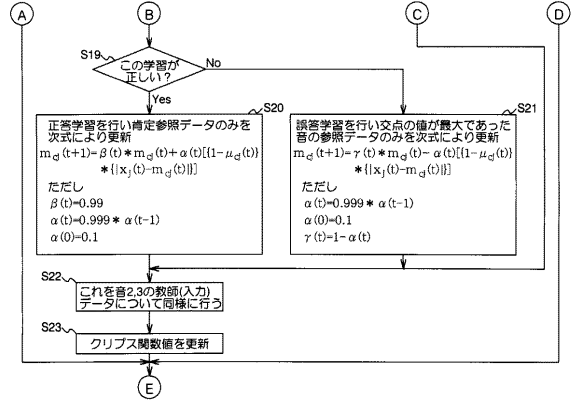 A
B
C
D
S19
この学習が
正しい？
No
Yes
S20
正答学習を行い肯定参照データのみを
次式により更新
m_cj(t+1)=β(t)*m_cj(t)+α(t)[{1-μ_cj(t)}
*{|x_j(t)-m_cj(t)|}]
ただし
β(t)=0.99
α(t)=0.999*α(t-1)
α(0)=0.1
S21
誤答学習を行い交点の値が最大であった
音の参照データのみを次式により更新
m_cj(t+1)=γ(t)*m_cj(t)-α(t)[{1-μ_cj(t)}
*{|x_j(t)-m_cj(t)|}]
ただし
α(t)=0.999*α(t-1)
α(0)=0.1
γ(t)=1-α(t)
S22
これを音2,3の教師(入力)
データについて同様に行う
S23
クリプス関数値を更新
E